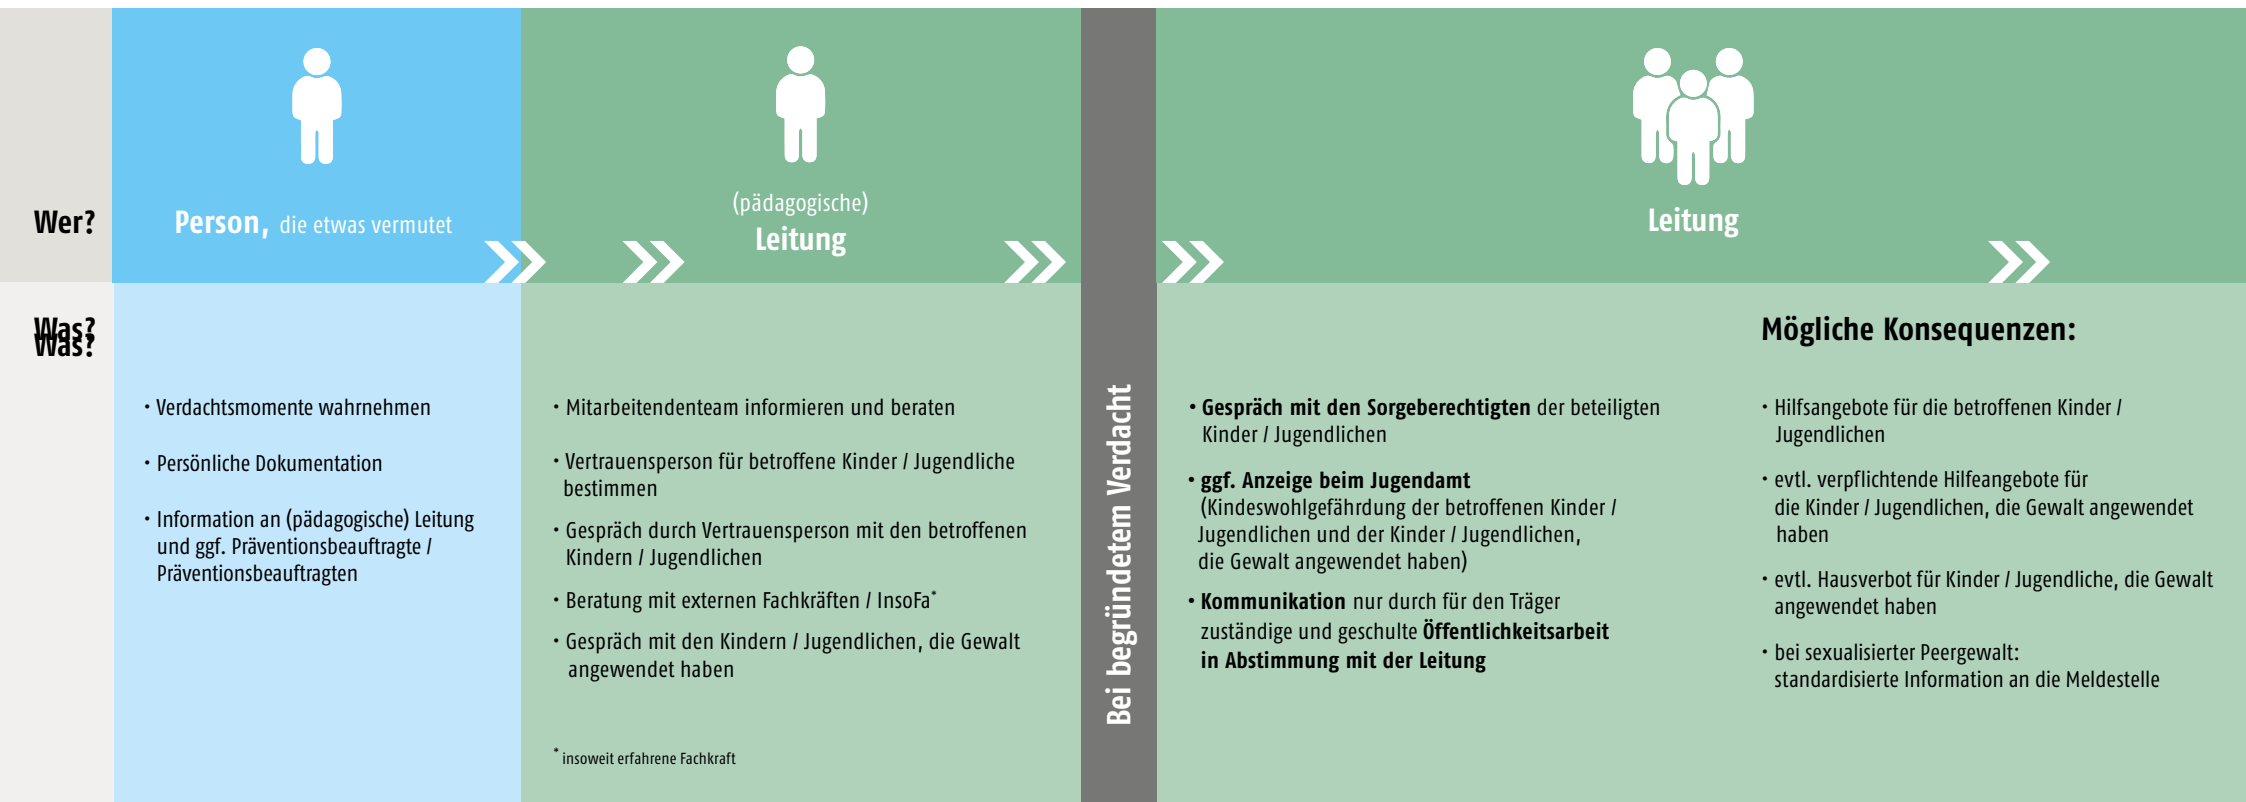 Wer?
Person, die etwas vermutet
(pädagogische)
Leitung
Leitung
Was?
Was?
• Verdachtsmomente wahrnehmen
• Persönliche Dokumentation
• Information an (pädagogische) Leitung
und ggf. Präventionsbeauftragte /
Präventionsbeauftragten
• Mitarbeitendenteam informieren und beraten
• Vertrauensperson für betroffene Kinder / Jugendliche
bestimmen
• Gespräch durch Vertrauensperson mit den betroffenen
Kindern / Jugendlichen
• Beratung mit externen Fachkräften / InsoFa*
• Gespräch mit den Kindern / Jugendlichen, die Gewalt
angewendet haben
* insoweit erfahrene Fachkraft
Bei begründetem Verdacht
• Gespräch mit den Sorgeberechtigten der beteiligten
Kinder / Jugendlichen
• ggf. Anzeige beim Jugendamt
(Kindeswohlgefährdung der betroffenen Kinder /
Jugendlichen und der Kinder / Jugendlichen,
die Gewalt angewendet haben)
• Kommunikation nur durch für den Träger
zuständige und geschulte Öffentlichkeitsarbeit
in Abstimmung mit der Leitung
Mögliche Konsequenzen:
• Hilfsangebote für die betroffenen Kinder /
Jugendlichen
• evtl. verpflichtende Hilfeangebote für
die Kinder / Jugendlichen, die Gewalt angewendet
haben
• evtl. Hausverbot für Kinder / Jugendliche, die Gewalt
angewendet haben
• bei sexualisierter Peergewalt:
standardisierte Information an die Meldestelle